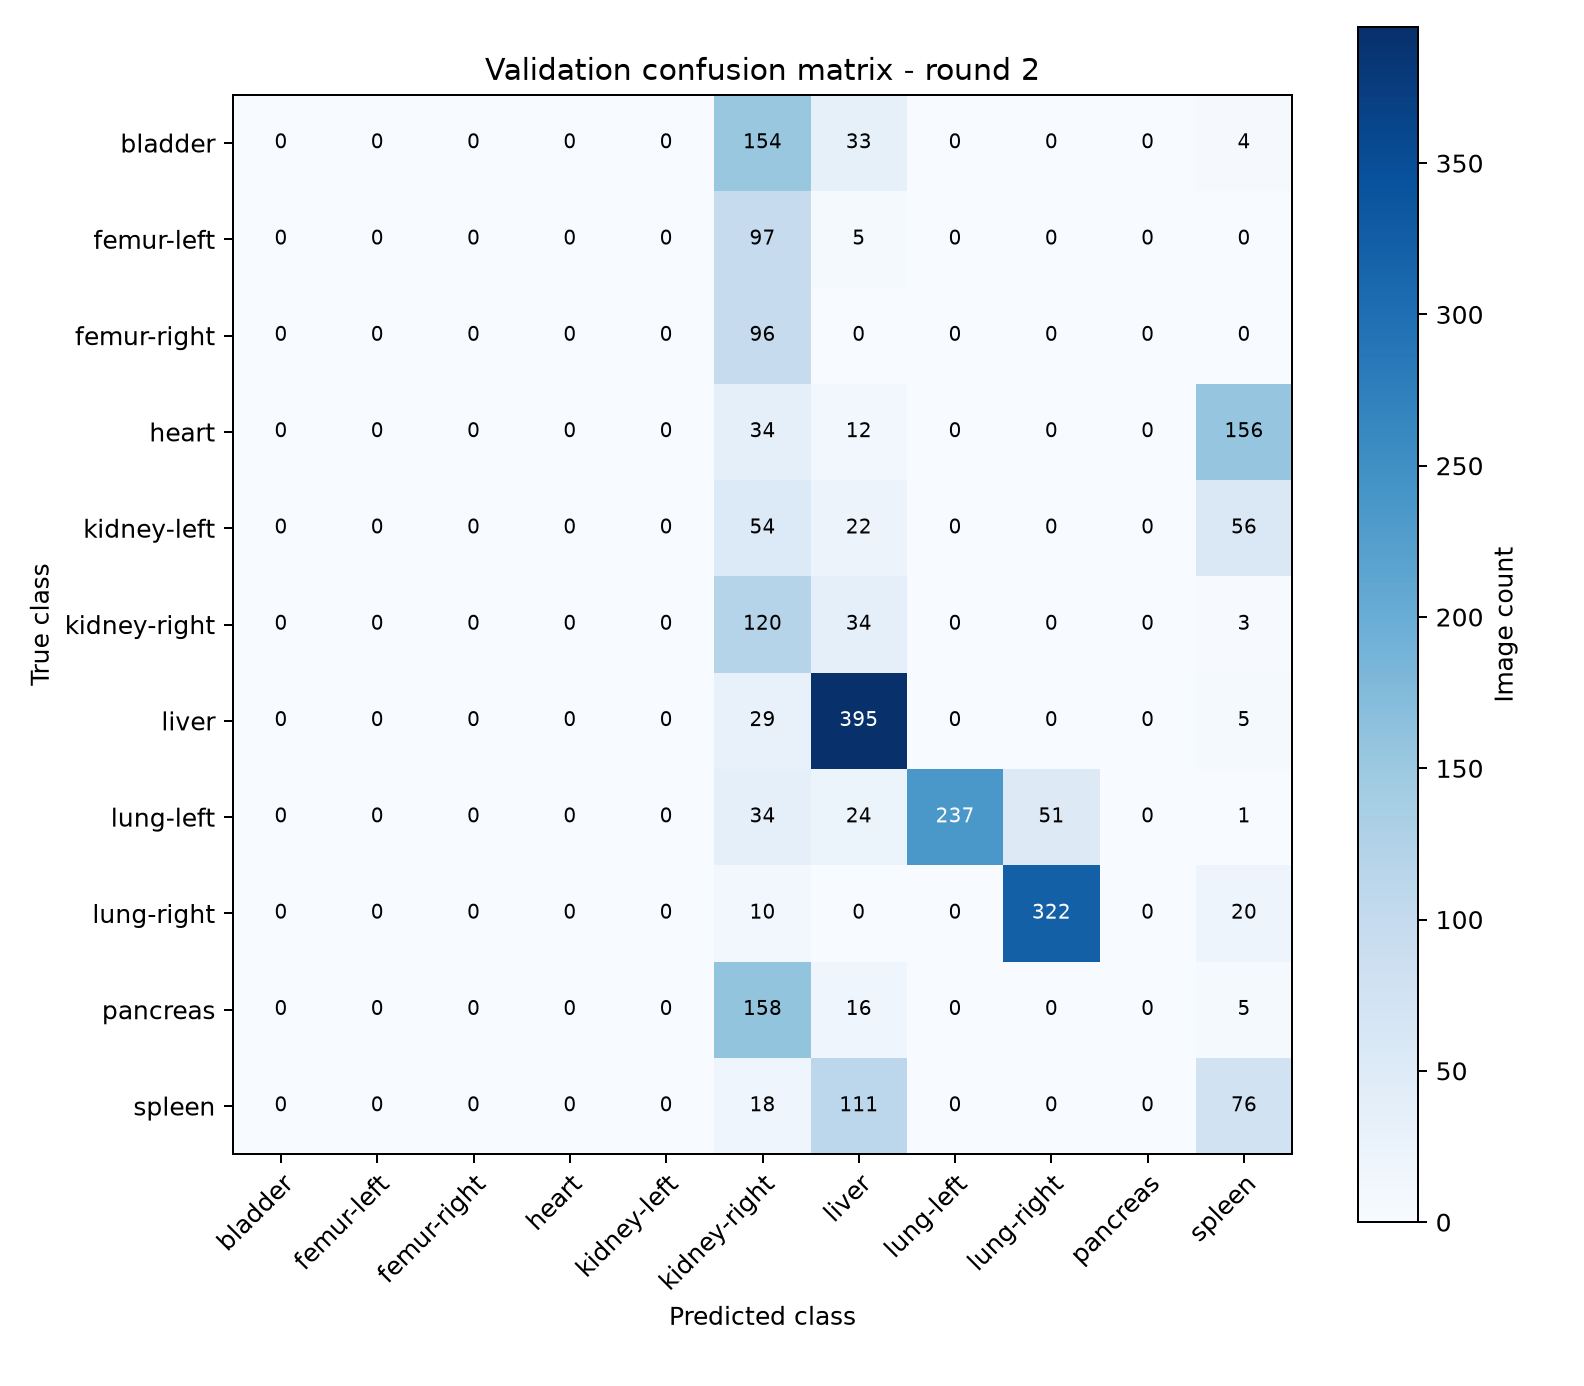 Validation confusion matrix - round 2
bladder 0 0 0 0 0 154 33 0 0 0 4
femur-left 0 0 0 0 0 97 5 0 0 0 0
femur-right 0 0 0 0 0 96 0 0 0 0 0
heart 0 0 0 0 0 34 12 0 0 0 156
kidney-left 0 0 0 0 0 54 22 0 0 0 56
kidney-right 0 0 0 0 0 120 34 0 0 0 3
liver 0 0 0 0 0 29 395 0 0 0 5
lung-left 0 0 0 0 0 34 24 237 51 0 1
lung-right 0 0 0 0 0 10 0 0 322 0 20
pancreas 0 0 0 0 0 158 16 0 0 0 5
spleen 0 0 0 0 0 18 111 0 0 0 76
True class
bladder femur-left femur-right heart kidney-left kidney-right liver lung-left lung-right pancreas spleen
Predicted class
350
300
250
200
150
100
50
0
Image count